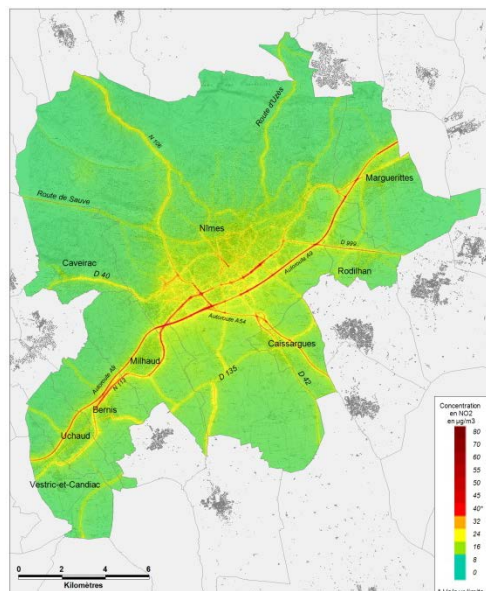 Route d'Uzès
Marguerittes
Route de Sauve
Nîmes
D 999
Caveirac
Autoroute A9
Rodilhan
D 40
Autoroute A54
Milhaud
Caissargues
Autoroute A9
D 135
D 42
N 113
Bernis
Uchaud
Vestric-et-Candiac
Concentration
en NO2
en µg/m3
80
70
60
55
50
45
40*
32
24
16
8
0
0 2 4 6
Kilomètres